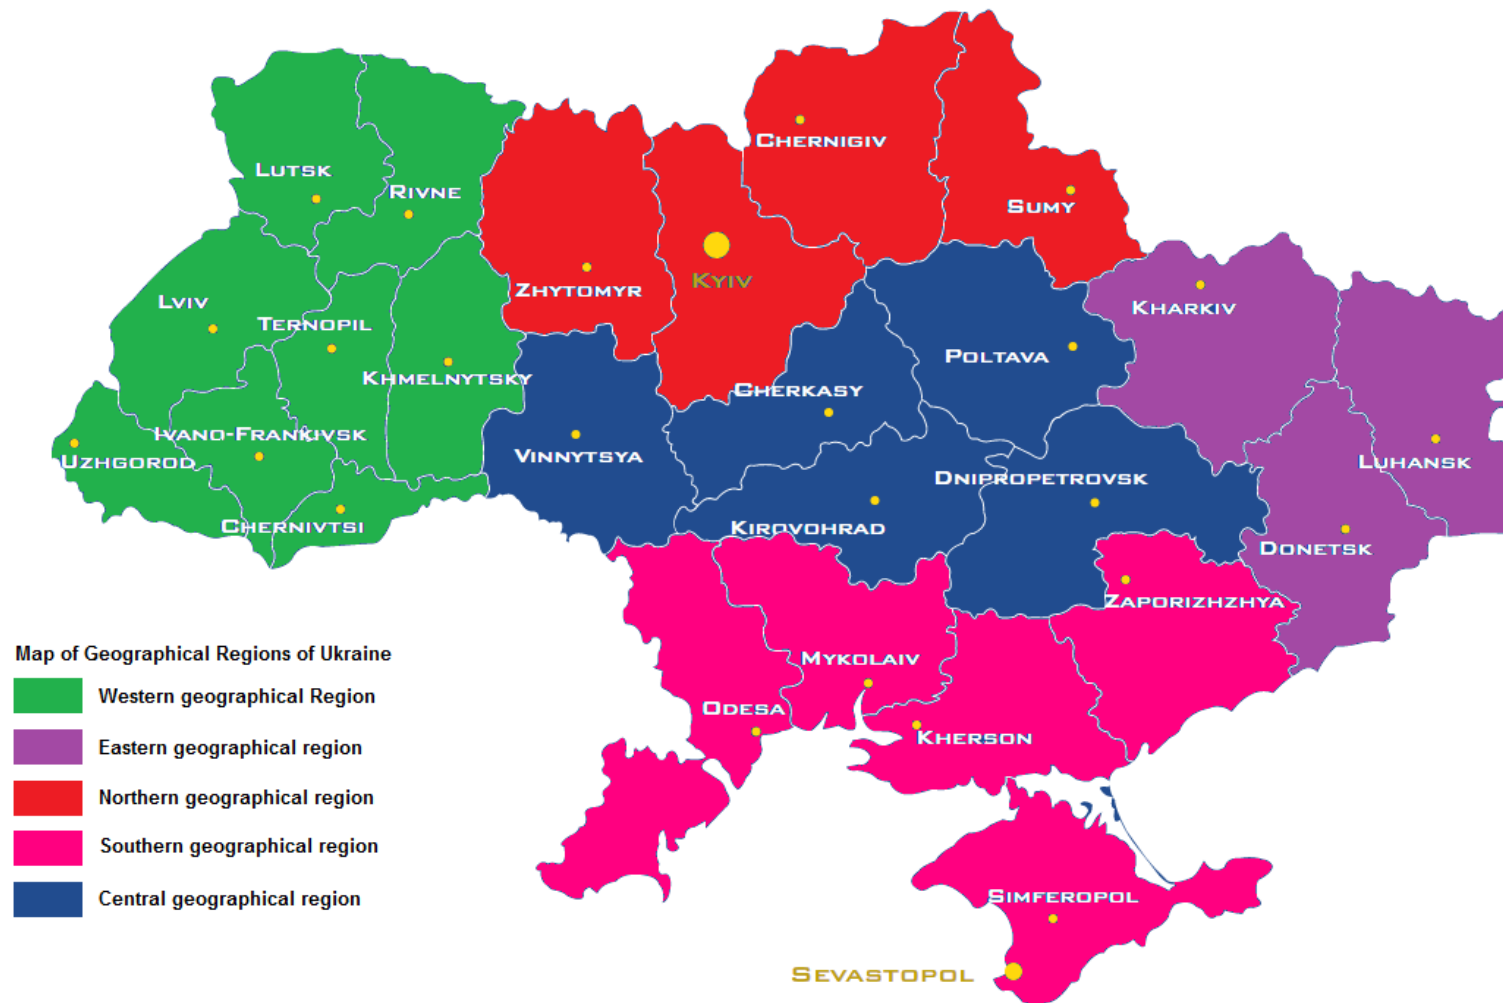 CHERNIGIV
LUTSK
RIVNE
SUMY
KYIV
ZHYTOMYR
LVIV
KHARKIV
TERNOPIL
POLTAVA
KHMELNYTSKY
CHERKASY
IVANO-FRANKIVSK
UZHGOROD
VINNYTSYA
LUHANSK
DNIPROPETROVSK
CHERNIVTSI
KIROVOHRAD
DONETSK
ZAPORIZHZHYA
MYKOLAIV
ODESA
KHERSON
SIMFEROPOL
SEVASTOPOL
Map of Geographical Regions of Ukraine
Western geographical Region
Eastern geographical region
Northern geographical region
Southern geographical region
Central geographical region